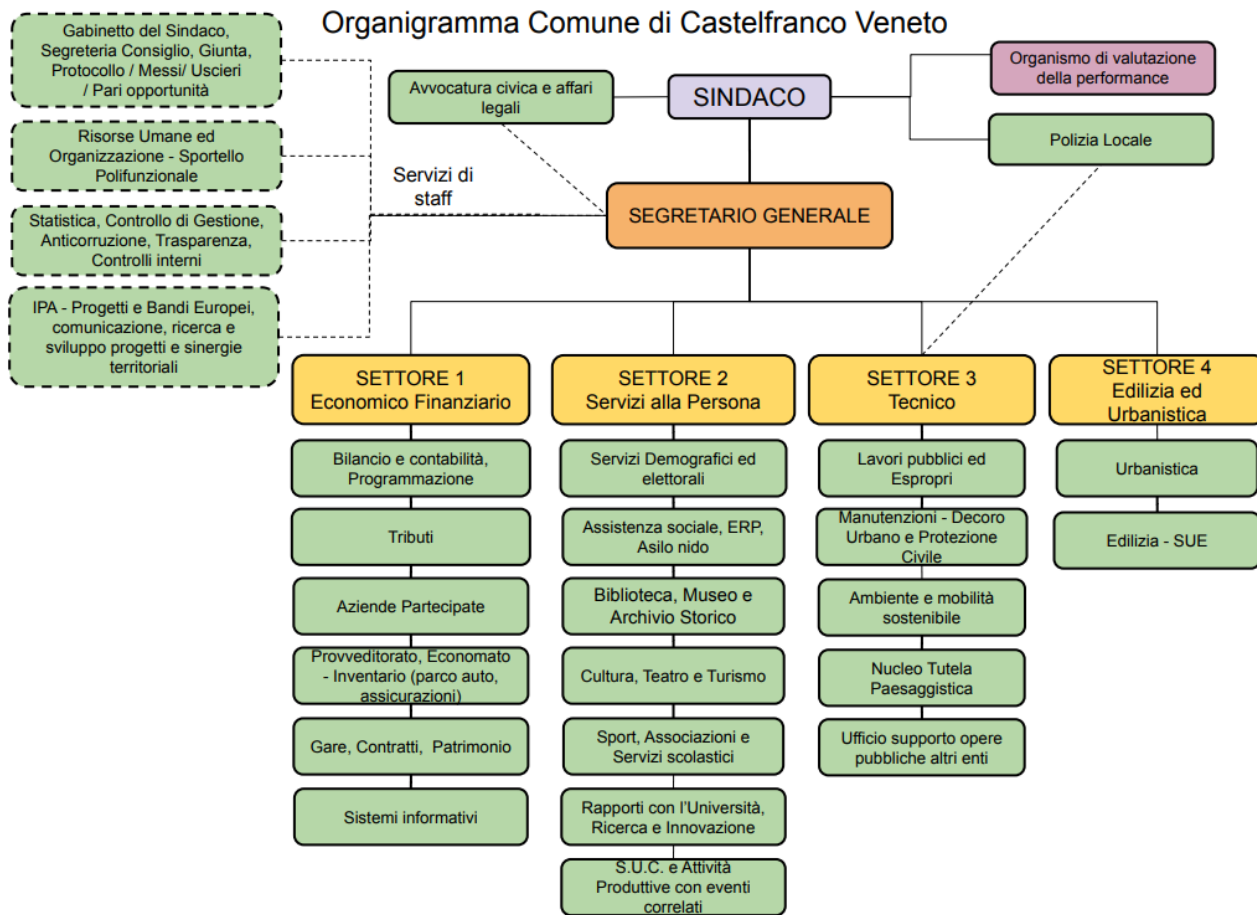 Organigramma Comune di Castelfranco Veneto
Gabinetto del Sindaco,
Segreteria Consiglio, Giunta,
Protocollo / Messi/ Uscieri
/ Pari opportunità
Risorse Umane ed
Organizzazione - Sportello
Polifunzionale
Statistica, Controllo di Gestione,
Anticorruzione, Trasparenza,
Controlli interni
IPA - Progetti e Bandi Europei,
comunicazione, ricerca e
sviluppo progetti e sinergie
territoriali
Servizi di
staff
Avvocatura civica e affari
legali
SINDACO
Organismo di valutazione
della performance
Polizia Locale
SEGRETARIO GENERALE
SETTORE 1
Economico Finanziario
Bilancio e contabilità,
Programmazione
Tributi
Aziende Partecipate
Provveditorato, Economato
- Inventario (parco auto,
assicurazioni)
Gare, Contratti, Patrimonio
Sistemi informativi
SETTORE 2
Servizi alla Persona
Servizi Demografici ed
elettorali
Assistenza sociale, ERP,
Asilo nido
Biblioteca, Museo e
Archivio Storico
Cultura, Teatro e Turismo
Sport, Associazioni e
Servizi scolastici
Rapporti con l’Università,
Ricerca e Innovazione
S.U.C. e Attività
Produttive con eventi
correlati
SETTORE 3
Tecnico
Lavori pubblici ed
Espropri
Manutenzioni - Decoro
Urbano e Protezione
Civile
Ambiente e mobilità
sostenibile
Nucleo Tutela
Paesaggistica
Ufficio supporto opere
pubbliche altri enti
SETTORE 4
Edilizia ed
Urbanistica
Urbanistica
Edilizia - SUE